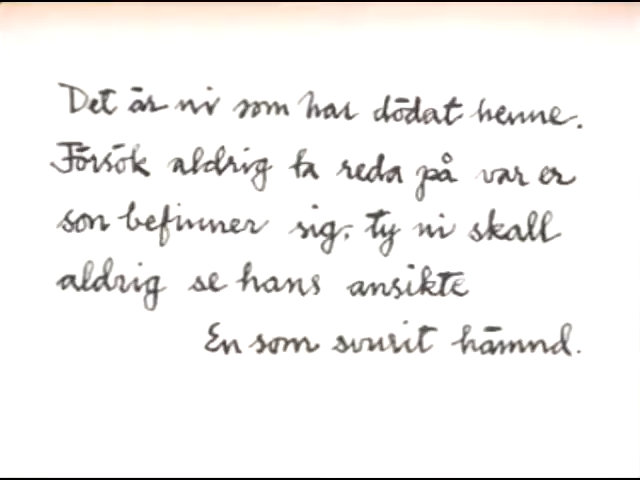 Det är ni som har dödat henne.
Försök aldrig ta reda på var er
son befinner sig, ty ni skall
aldrig se hans ansikte
En som svurit hämnd.